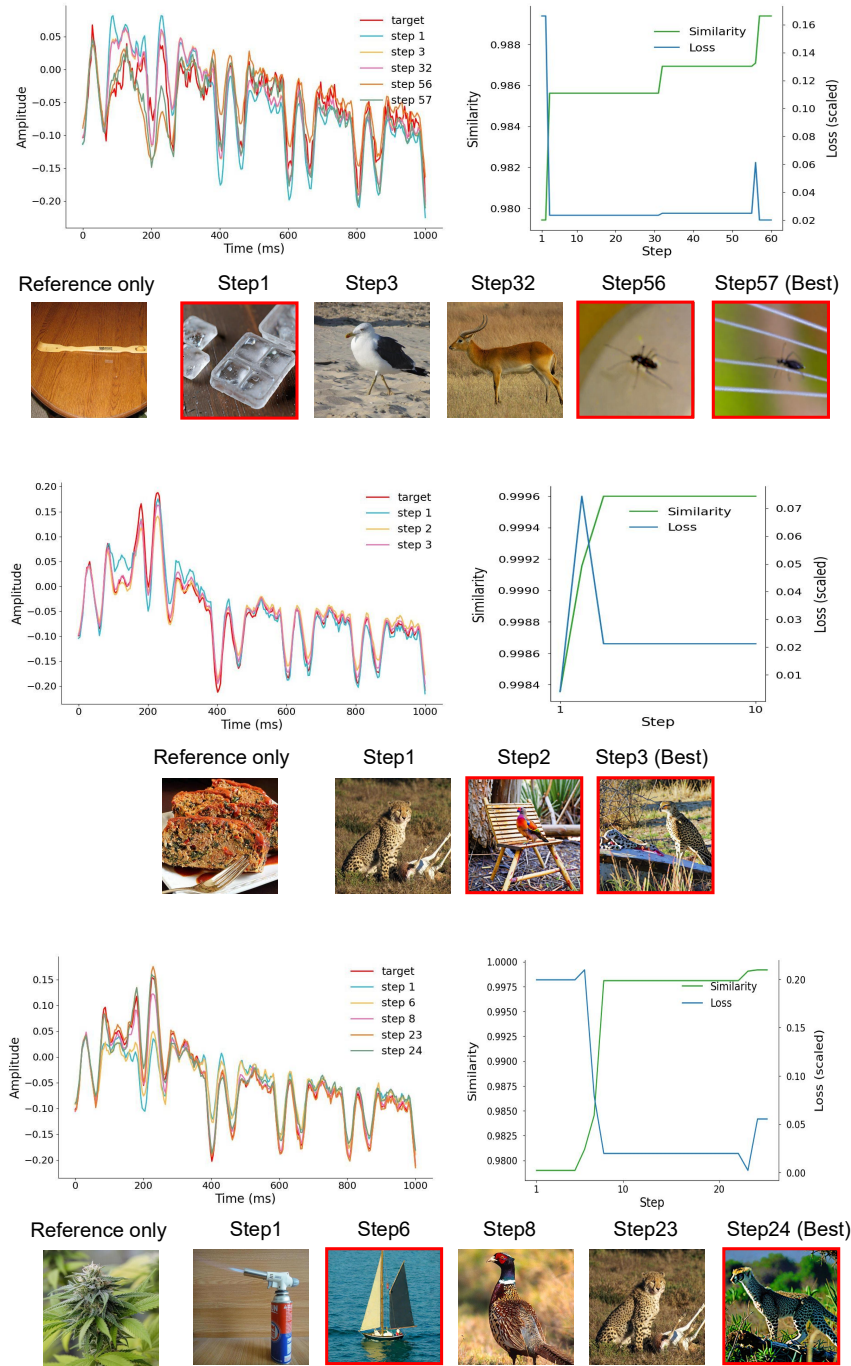 0.05
0.00
−0.05
−0.10
−0.15
−0.20
Amplitude
0
200
400
600
800
1000
Time (ms)
target
step 1
step 3
step 32
step 56
step 57
0.988
0.986
0.984
0.982
0.980
Similarity
Similarity
Loss
0.16
0.14
0.12
0.10
0.08
0.06
0.04
0.02
Loss (scaled)
1
10
20
30
40
50
60
Step
Reference only
Step1
Step3
Step32
Step56
Step57 (Best)
0.20
0.15
0.10
0.05
0.00
−0.05
−0.10
−0.15
−0.20
Amplitude
0
200
400
600
800
1000
Time (ms)
target
step 1
step 2
step 3
0.9996
0.9994
0.9992
0.9990
0.9988
0.9986
0.9984
Similarity
Similarity
Loss
0.07
0.06
0.05
0.04
0.03
0.02
0.01
Loss (scaled)
1
10
Step
Reference only
Step1
Step2
Step3 (Best)
0.15
0.10
0.05
0.00
−0.05
−0.10
−0.15
−0.20
Amplitude
0
200
400
600
800
1000
Time (ms)
target
step 1
step 6
step 8
step 23
step 24
1.0000
0.9975
0.9950
0.9925
0.9900
0.9875
0.9850
0.9825
0.9800
Similarity
Similarity
Loss
0.20
0.15
0.10
0.05
0.00
Loss (scaled)
1
10
20
Step
Reference only
Step1
Step6
Step8
Step23
Step24 (Best)